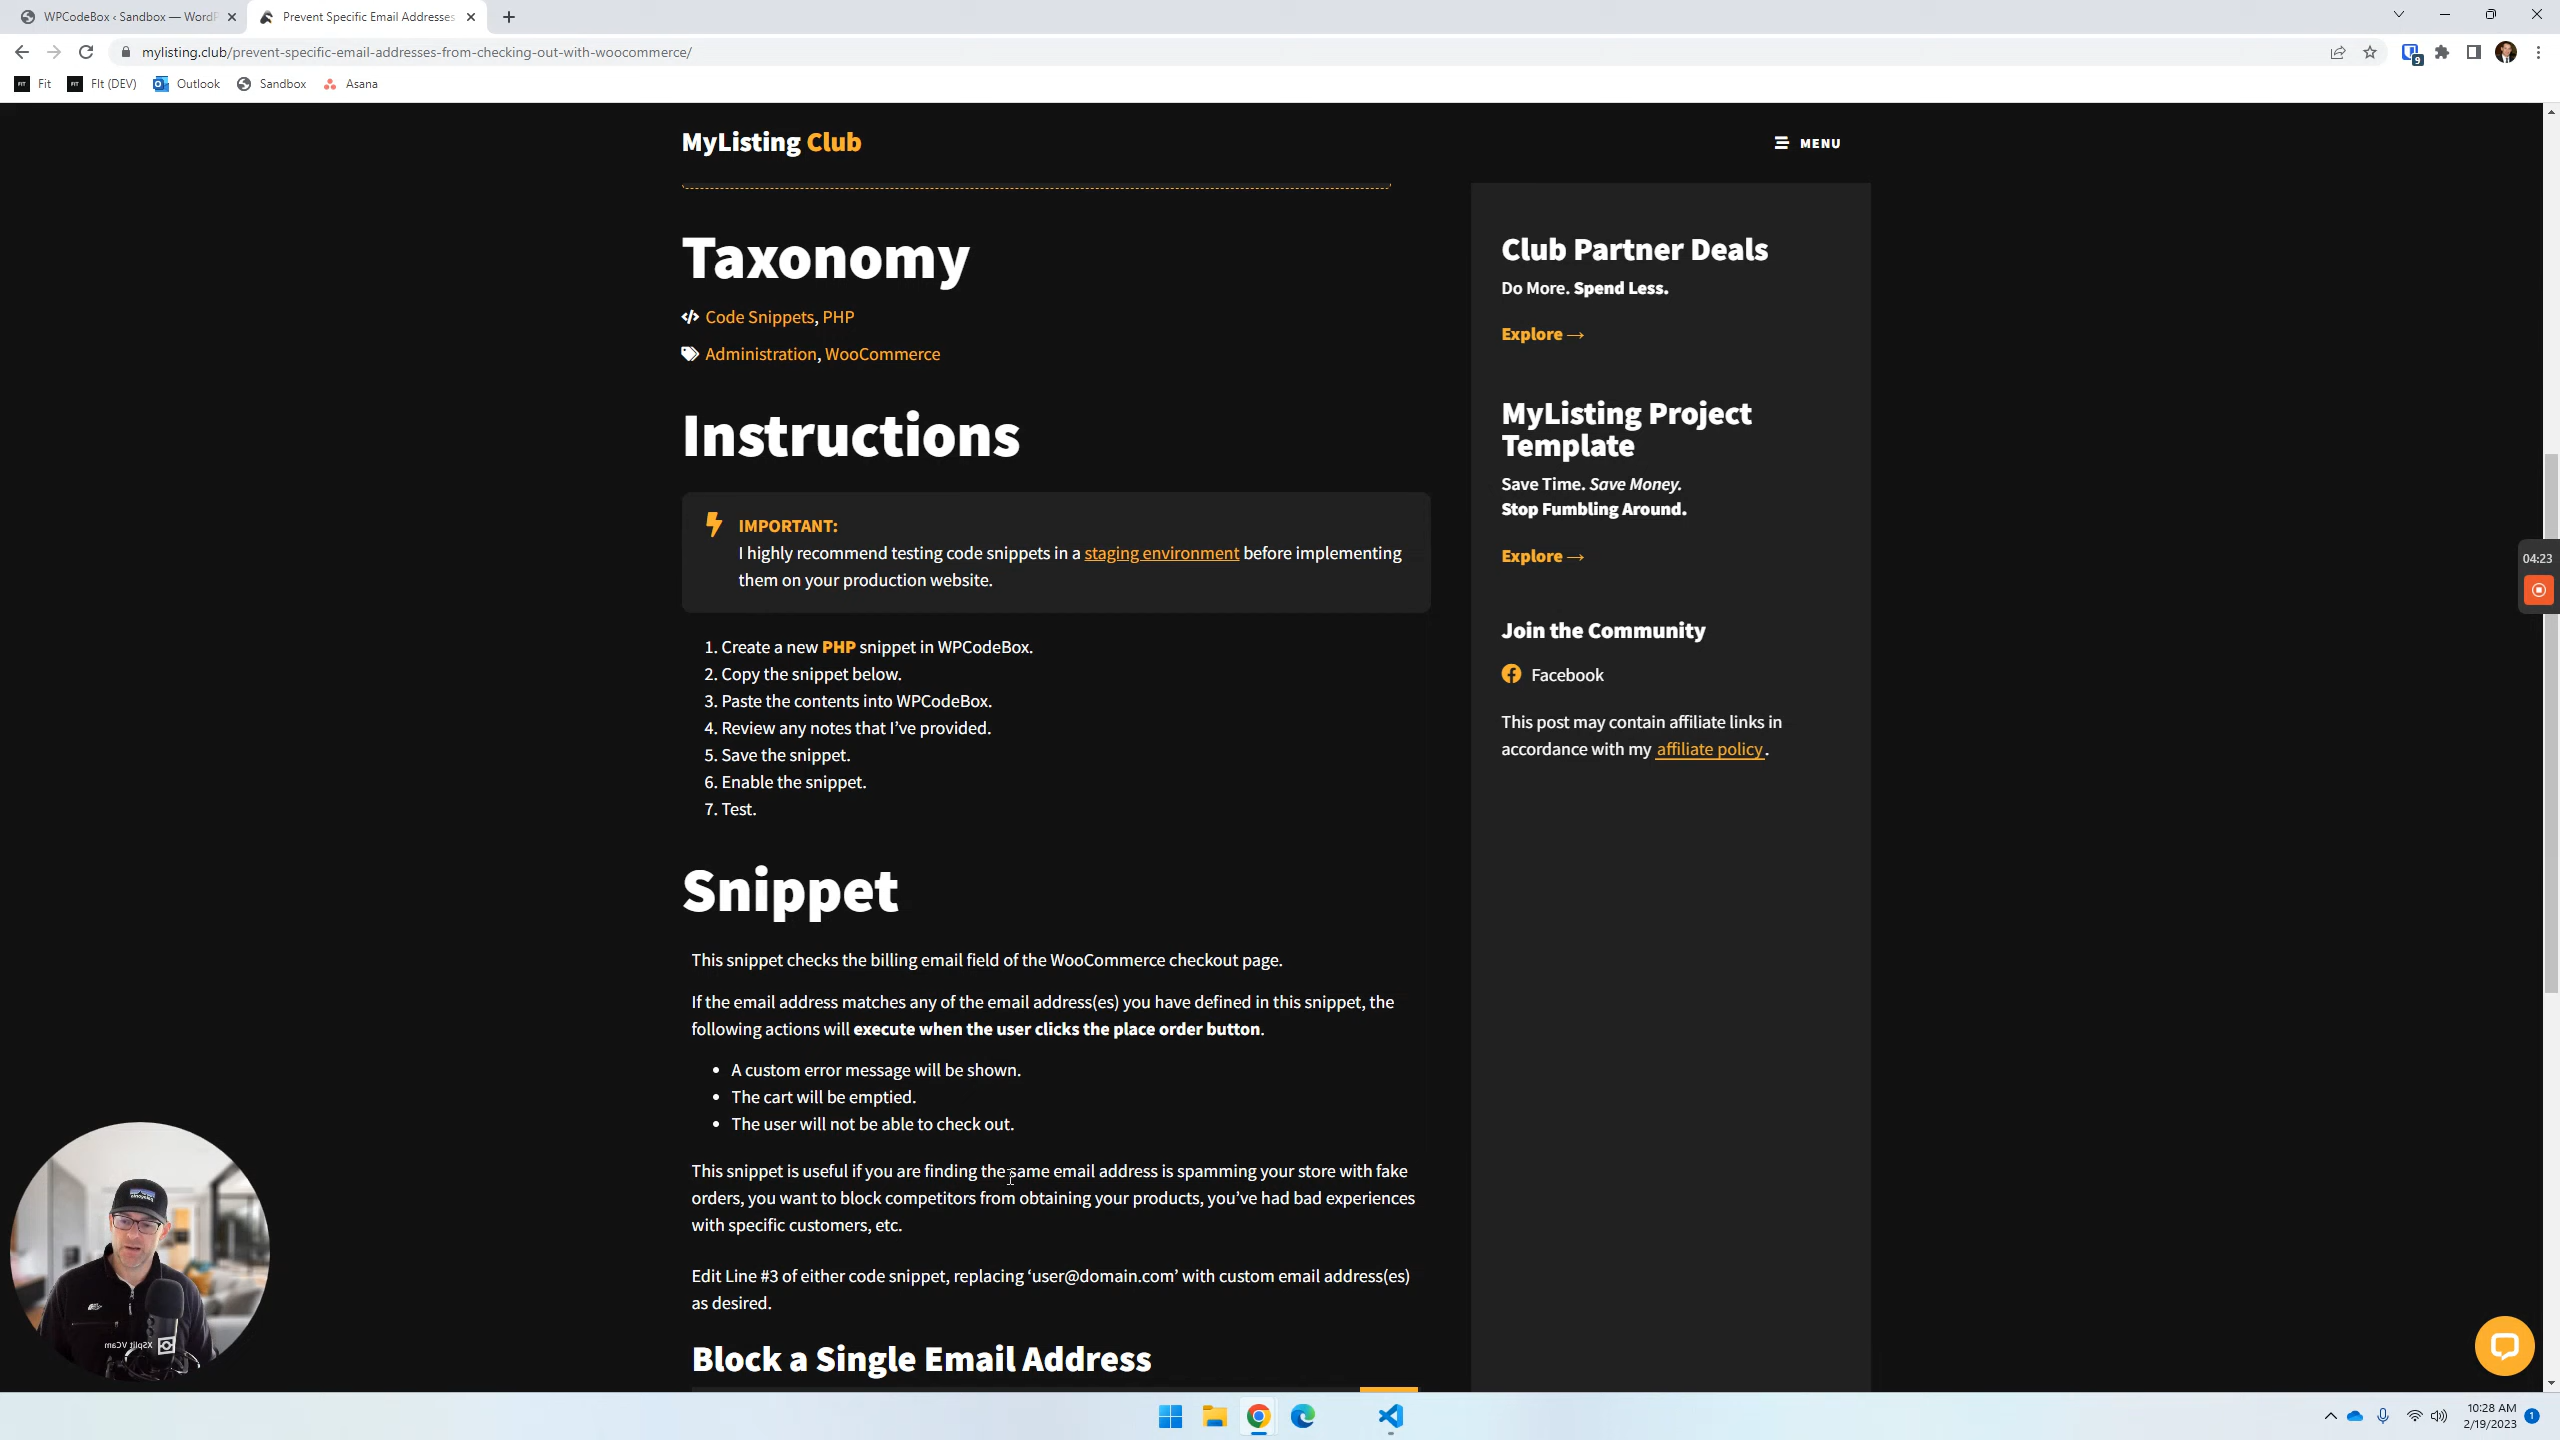 WPCodeBox ‹ Sandbox — WordP
Prevent Specific Email Addresses
mylisting.club/prevent-specific-email-addresses-from-checking-out-with-woocommerce/
9
FIT Fit
FIT FIt (DEV)
Outlook
Sandbox
Asana
MyListing Club
MENU
Taxonomy
Code Snippets, PHP
Administration, WooCommerce
Instructions
IMPORTANT:
I highly recommend testing code snippets in a staging environment before implementing
them on your production website.
1. Create a new PHP snippet in WPCodeBox.
2. Copy the snippet below.
3. Paste the contents into WPCodeBox.
4. Review any notes that I’ve provided.
5. Save the snippet.
6. Enable the snippet.
7. Test.
Snippet
This snippet checks the billing email field of the WooCommerce checkout page.
If the email address matches any of the email address(es) you have defined in this snippet, the
following actions will execute when the user clicks the place order button.
• A custom error message will be shown.
• The cart will be emptied.
• The user will not be able to check out.
This snippet is useful if you are finding the same email address is spamming your store with fake
orders, you want to block competitors from obtaining your products, you’ve had bad experiences
with specific customers, etc.
Edit Line #3 of either code snippet, replacing ‘user@domain.com’ with custom email address(es)
as desired.
Block a Single Email Address
Club Partner Deals
Do More. Spend Less.
Explore →
MyListing Project
Template
Save Time. Save Money.
Stop Fumbling Around.
Explore →
Join the Community
Facebook
This post may contain affiliate links in
accordance with my affiliate policy.
04:23
XSplit VCam
10:28 AM
2/19/2023
1